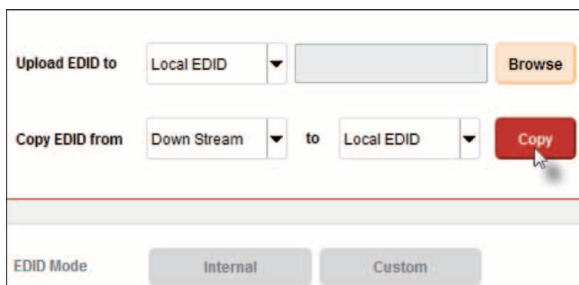 Upload EDID to Local EDID Browse
Copy EDID from Down Stream to Local EDID Copy
EDID Mode Internal Custom